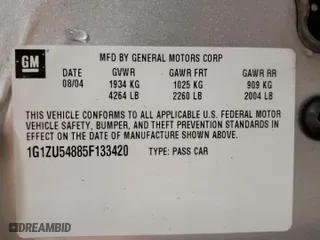 GM
MFD BY GENERAL MOTORS CORP
DATE GVWR GAWR FRT GAWR RR
08/04 1934 KG 1025 KG 909 KG
4264 LB 2260 LB 2004 LB
THIS VEHICLE CONFORMS TO ALL APPLICABLE U.S. FEDERAL MOTOR
VEHICLE SAFETY, BUMPER, AND THEFT PREVENTION STANDARDS IN
EFFECT ON THE DATE OF MANUFACTURE SHOWN ABOVE.
1G1ZU54885F133420 TYPE: PASS CAR
DREAMBID